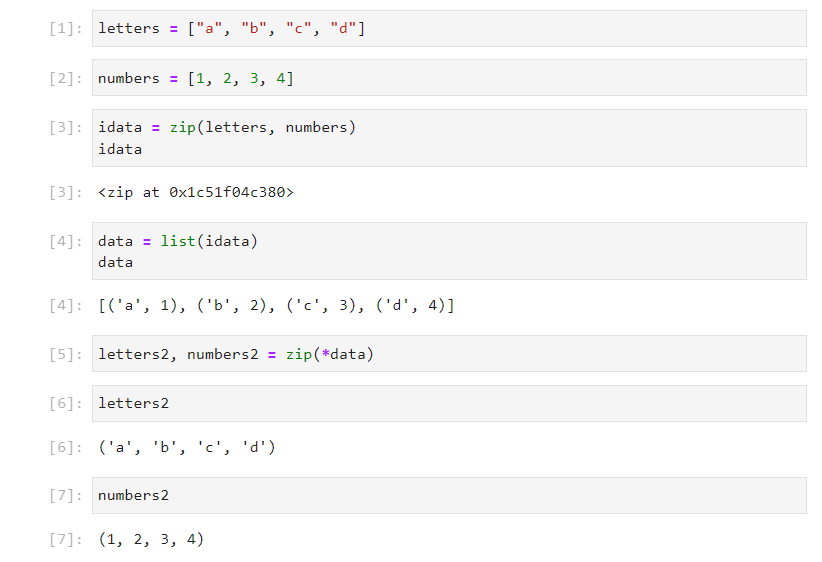 [1]: letters = ["a", "b", "c", "d"]
[2]: numbers = [1, 2, 3, 4]
[3]: idata = zip(letters, numbers)
idata
[3]: <zip at 0x1c51f04c380>
[4]: data = list(idata)
data
[4]: [('a', 1), ('b', 2), ('c', 3), ('d', 4)]
[5]: letters2, numbers2 = zip(*data)
[6]: letters2
[6]: ('a', 'b', 'c', 'd')
[7]: numbers2
[7]: (1, 2, 3, 4)